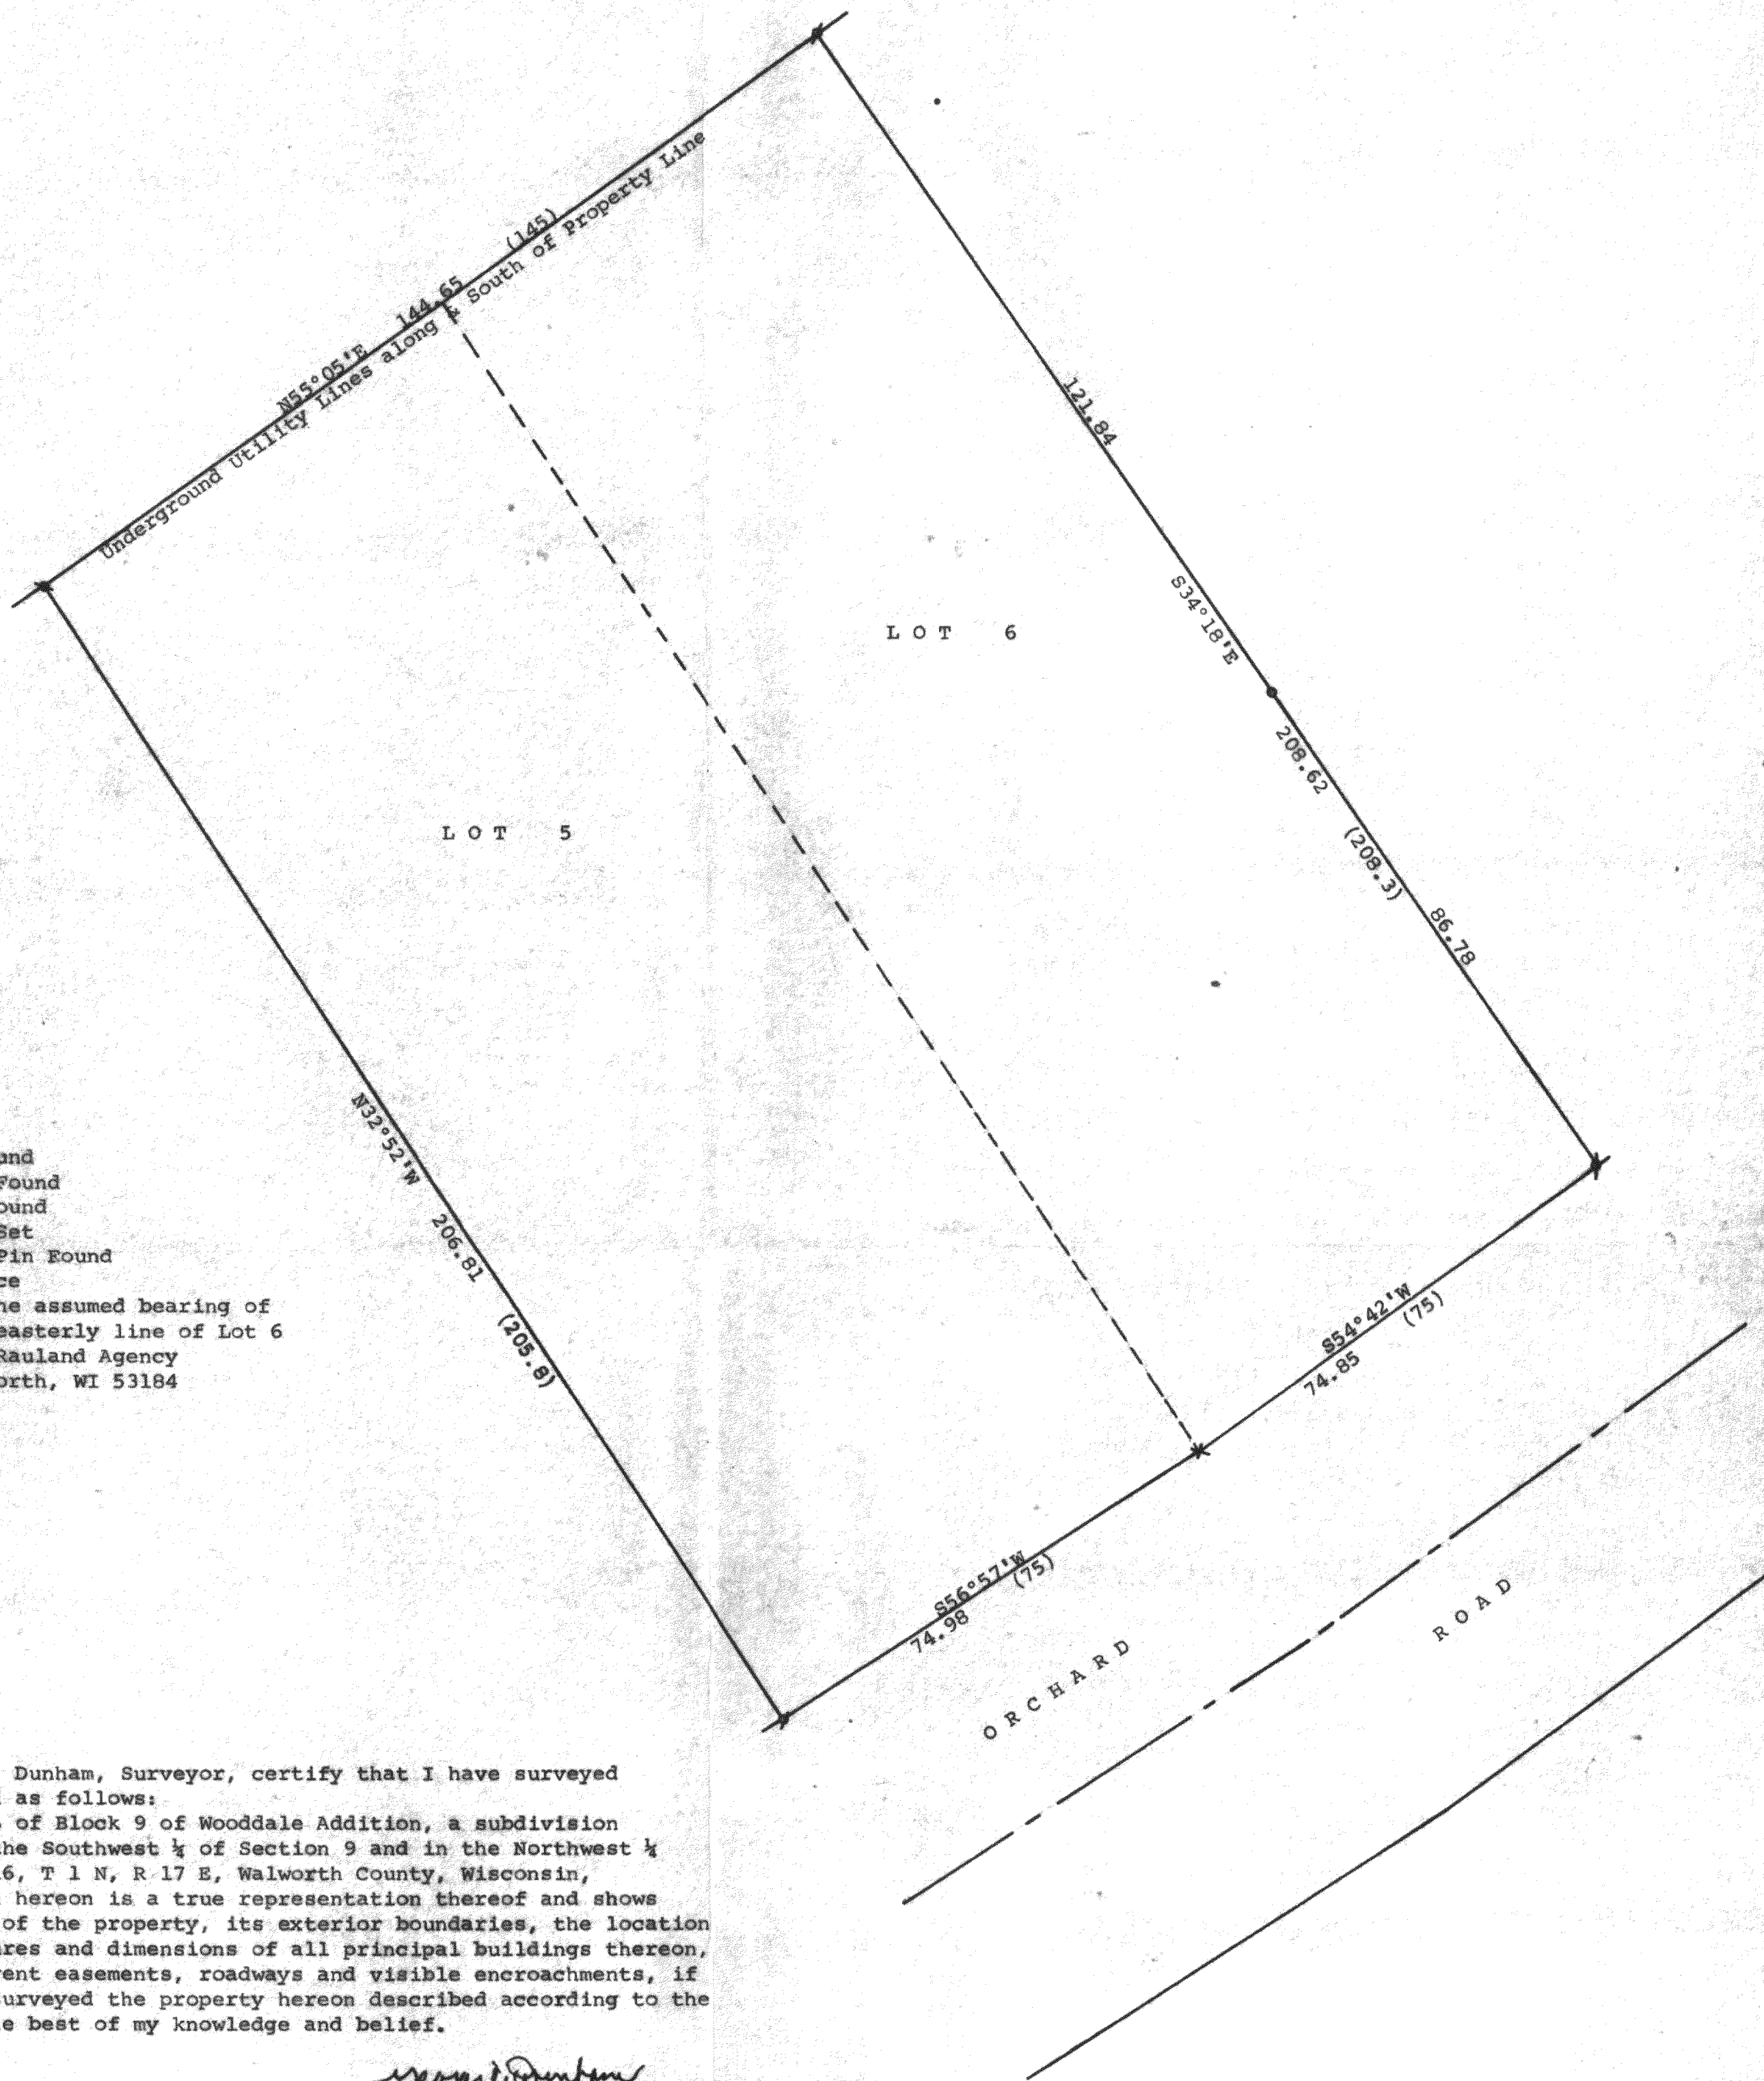 (145)
144.65
N55°05'E
Underground Utility Lines along & South of Property Line
121.84
S34°18'E
LOT 6
208.62
(208.3)
LOT 5
86.78
N32°52'W
206.81
(205.8)
und
Found
ound
Set
Pin Found
ce
he assumed bearing of
easterly line of Lot 6
Rauland Agency
orth, WI 53184
S54°42'W
(75)
74.85
S56°57'W
(75)
74.98
ORCHARD ROAD
Dunham, Surveyor, certify that I have surveyed
as follows:
of Block 9 of Wooddale Addition, a subdivision
the Southwest ¼ of Section 9 and in the Northwest ¼
16, T 1 N, R 17 E, Walworth County, Wisconsin,
hereon is a true representation thereof and shows
of the property, its exterior boundaries, the location
ures and dimensions of all principal buildings thereon,
rent easements, roadways and visible encroachments, if
surveyed the property hereon described according to the
e best of my knowledge and belief.